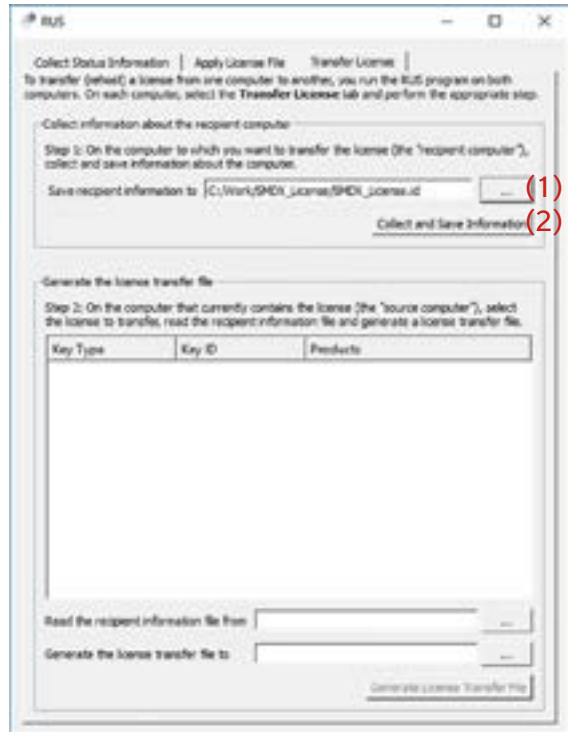 RUS
Collect Status Information Apply License File Transfer License
To transfer (rehost) a license from one computer to another, you run the RUS program on both
computers. On each computer, select the Transfer License tab and perform the appropriate step.
Collect information about the recipient computer
Step 1: On the computer to which you want to transfer the license (the "recipient computer"),
collect and save information about the computer.
Save recipient information to C:/Work/SMDX_License/SMDX_License.id ... (1)
Collect and Save Information (2)
Generate the license transfer file
Step 2: On the computer that currently contains the license (the "source computer"), select
the license to transfer, read the recipient information file and generate a license transfer file.
Key Type Key ID Products
Read the recipient information file from ...
Generate the license transfer file to ...
Generate License Transfer File